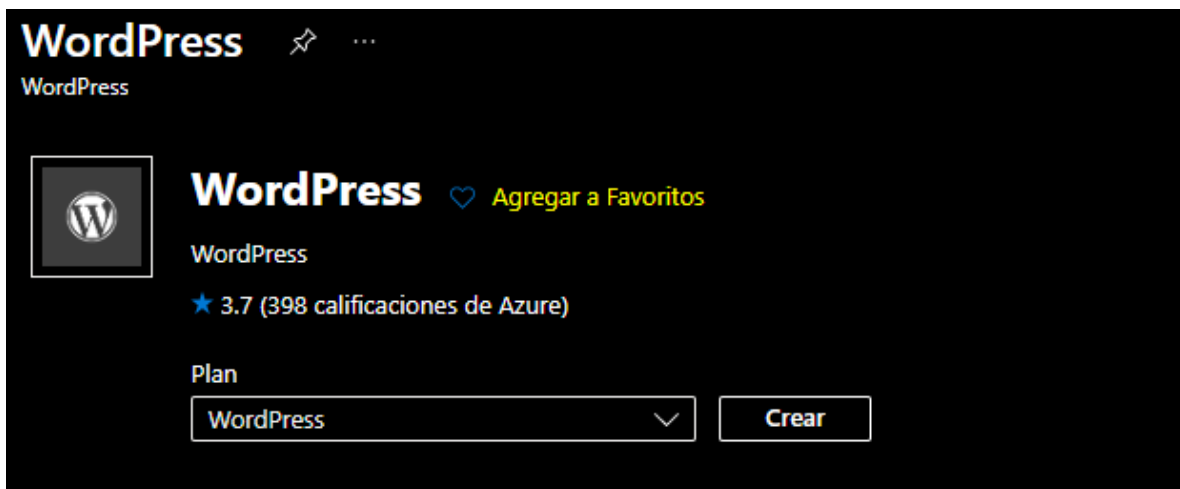 WordPress ...
WordPress
WordPress Agregar a Favoritos
WordPress
3.7 (398 calificaciones de Azure)
Plan
WordPress Crear